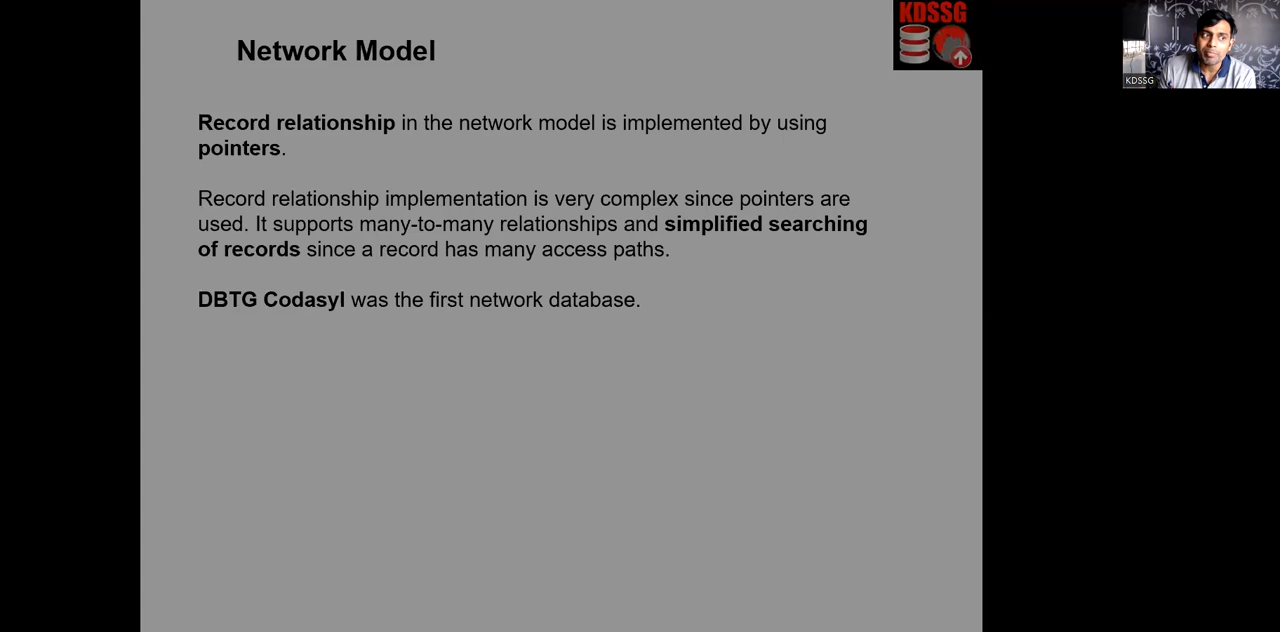 KDSSG
Network Model
KDSSG
Record relationship in the network model is implemented by using
pointers.
Record relationship implementation is very complex since pointers are
used. It supports many-to-many relationships and simplified searching
of records since a record has many access paths.
DBTG Codasyl was the first network database.